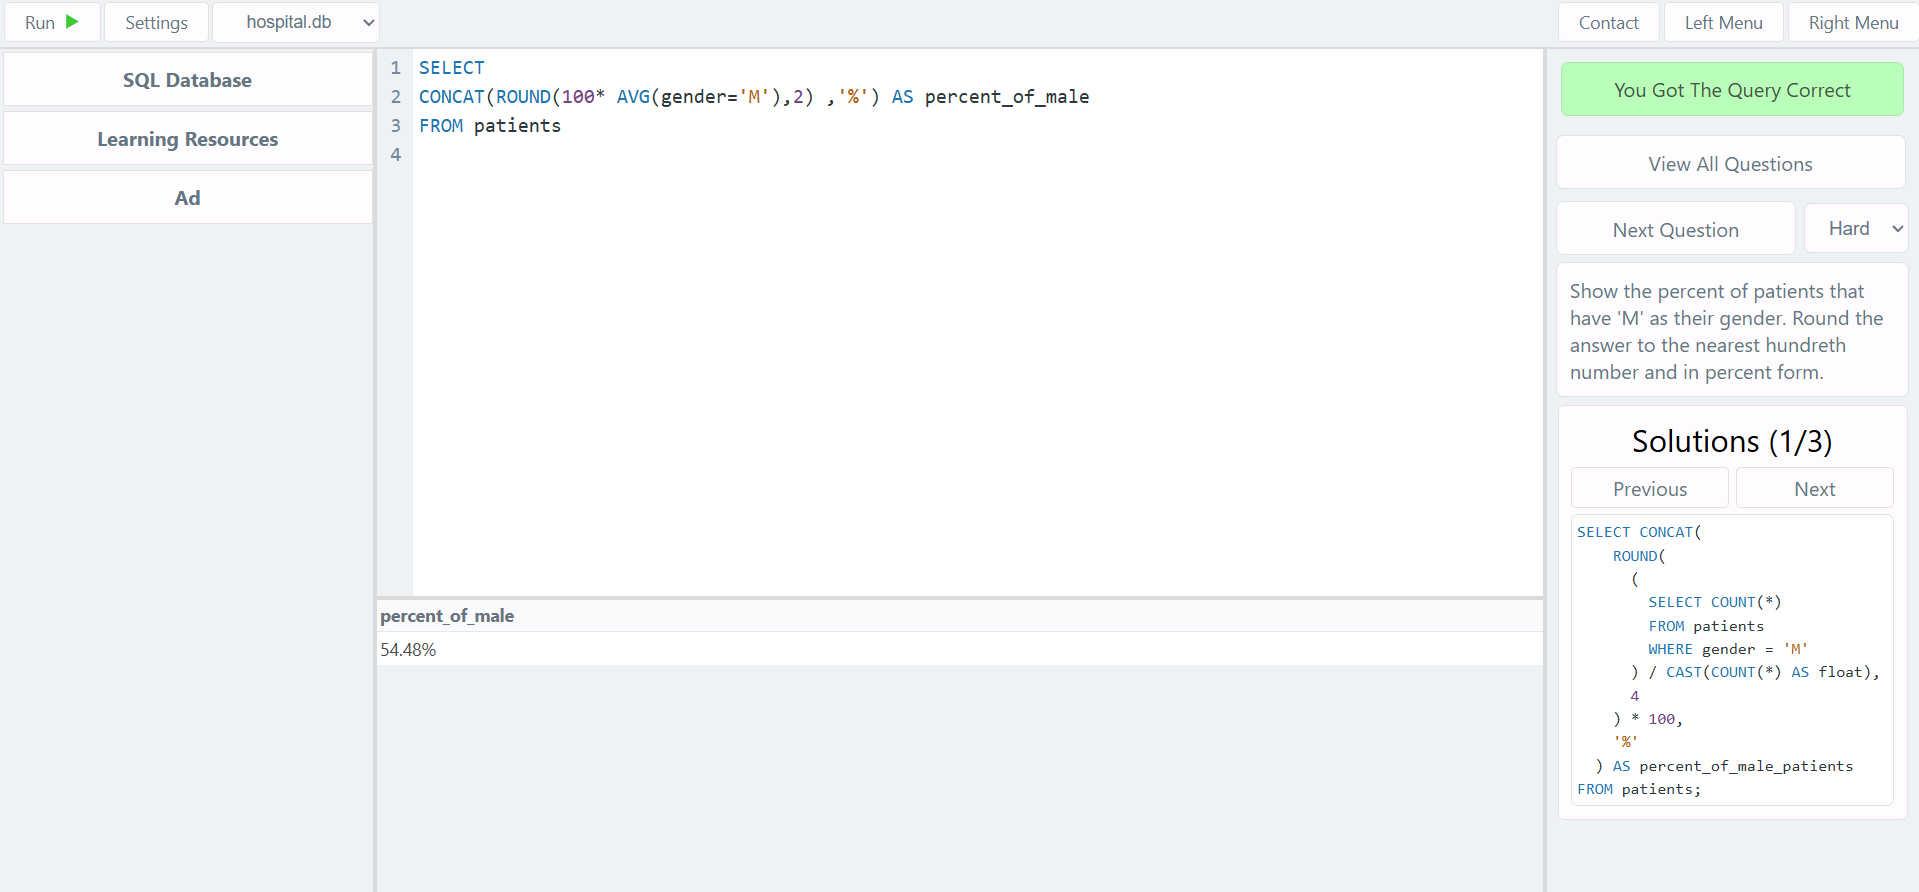 Run
Settings
hospital.db
Contact
Left Menu
Right Menu
SQL Database
Learning Resources
Ad
1 SELECT
2 CONCAT(ROUND(100* AVG(gender='M'),2) ,'%') AS percent_of_male
3 FROM patients
4
percent_of_male
54.48%
You Got The Query Correct
View All Questions
Next Question
Hard
Show the percent of patients that
have 'M' as their gender. Round the
answer to the nearest hundreth
number and in percent form.
Solutions (1/3)
Previous
Next
SELECT CONCAT(
ROUND(
(
SELECT COUNT(*)
FROM patients
WHERE gender = 'M'
) / CAST(COUNT(*) AS float),
4
) * 100,
'%'
) AS percent_of_male_patients
FROM patients;